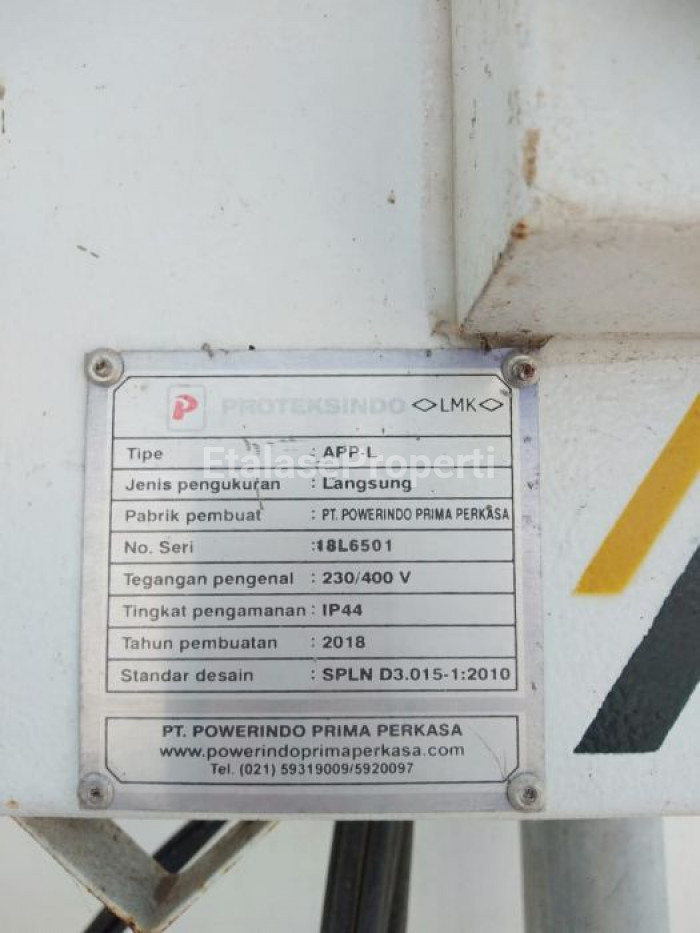 P PROTEKSINDO <>LMK<>
Tipe : APP-L
EtalaseProperti
Jenis pengukuran : Langsung
Pabrik pembuat : PT. POWERINDO PRIMA PERKASA
No. Seri :18L6501
Tegangan pengenal : 230/400 V
Tingkat pengamanan : IP44
Tahun pembuatan : 2018
Standar desain : SPLN D3.015-1:2010
PT. POWERINDO PRIMA PERKASA
www.powerindoprimaperkasa.com
Tel. (021) 59319009/5920097